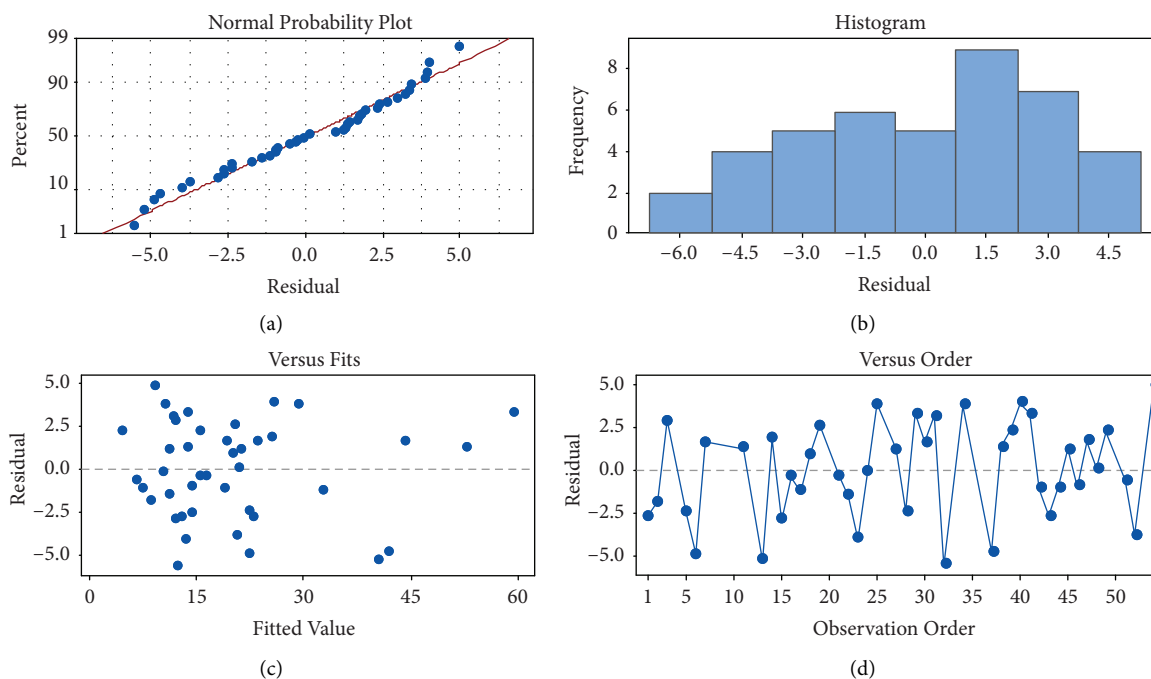 Normal Probability Plot
99
90
50
10
1
Percent
−5.0 −2.5 0.0 2.5 5.0
Residual
(a)
Histogram
8
6
4
2
0
Frequency
−6.0 −4.5 −3.0 −1.5 0.0 1.5 3.0 4.5
Residual
(b)
Versus Fits
5.0
2.5
0.0
−2.5
−5.0
Residual
0 15 30 45 60
Fitted Value
(c)
Versus Order
5.0
2.5
0.0
−2.5
−5.0
Residual
1 5 10 15 20 25 30 35 40 45 50
Observation Order
(d)